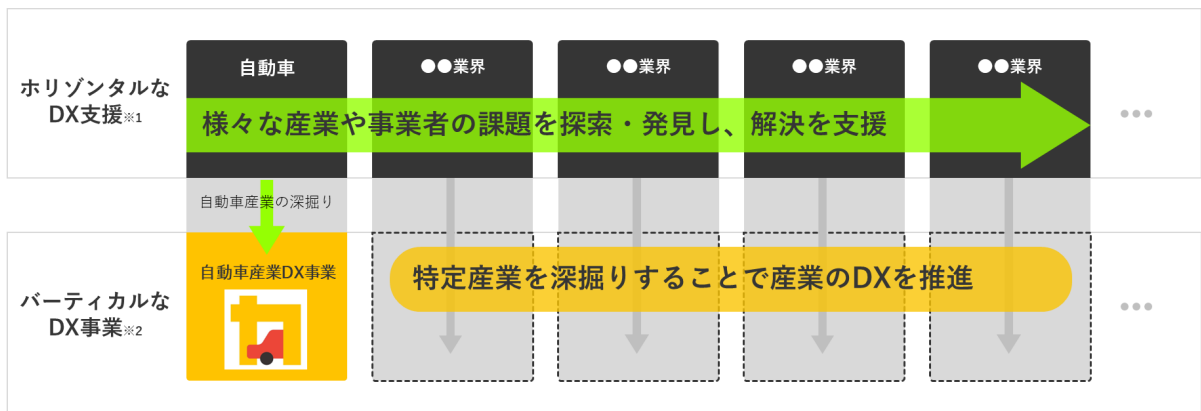 自動車
●●業界
●●業界
●●業界
●●業界
ホリゾンタルな
DX支援※1
様々な産業や事業者の課題を探索・発見し、解決を支援
•••
自動車産業の深掘り
自動車産業DX事業
特定産業を深掘りすることで産業のDXを推進
バーティカルな
DX事業※2
•••